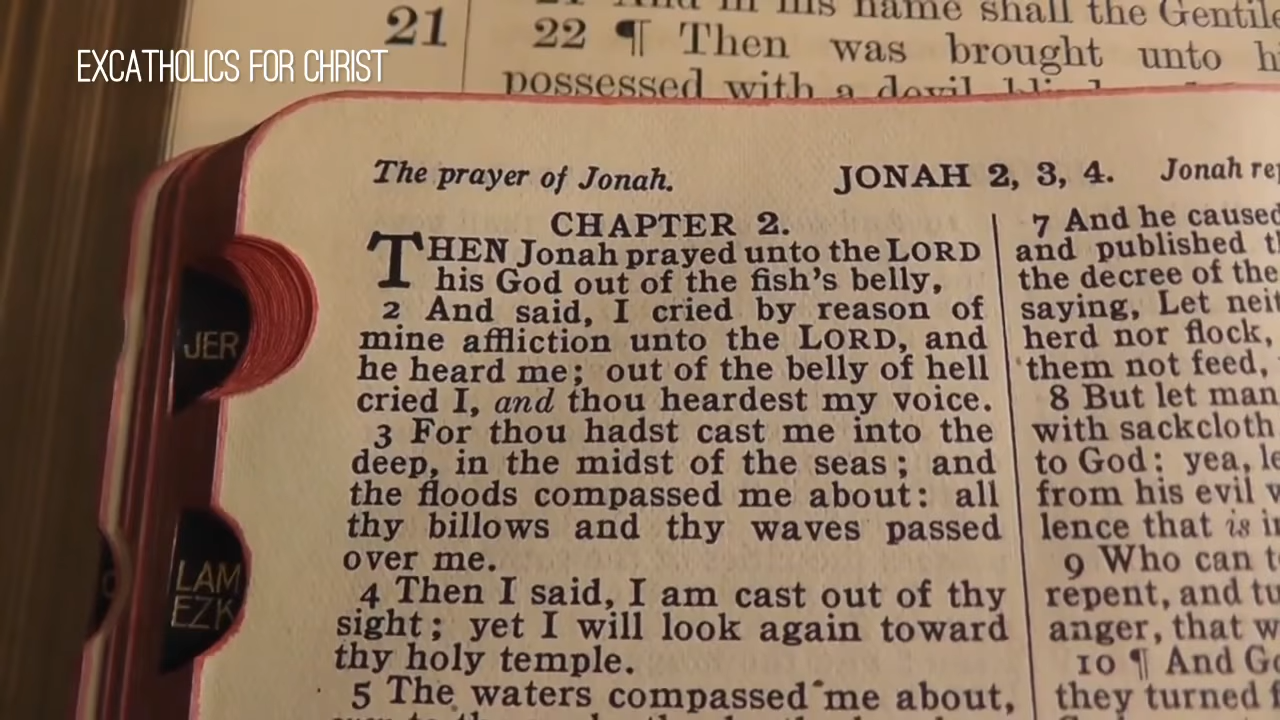 EXCATHOLICS FOR CHRIST
21
in his name shall the
22 ¶ Then was brought unto
possessed with a devil
The prayer of Jonah.
JONAH 2, 3, 4.
Jonah
CHAPTER 2.
THEN Jonah prayed unto the LORD
his God out of the fish's belly,
2 And said, I cried by reason of
mine affliction unto the LORD, and
he heard me; out of the belly of hell
cried I, and thou heardest my voice.
3 For thou hadst cast me into the
deep, in the midst of the seas; and
the floods compassed me about: all
thy billows and thy waves passed
over me.
4 Then I said, I am cast out of thy
sight; yet I will look again toward
thy holy temple.
5 The waters compassed me about,
7 And he caused
and published
the decree of the
saying, Let
herd nor flock,
them not feed,
8 But let man
with sackcloth
to God: yea,
from his evil
lence that is
9 Who can
repent, and
anger, that
10 ¶ And
they turned
JER
LAM
EZK